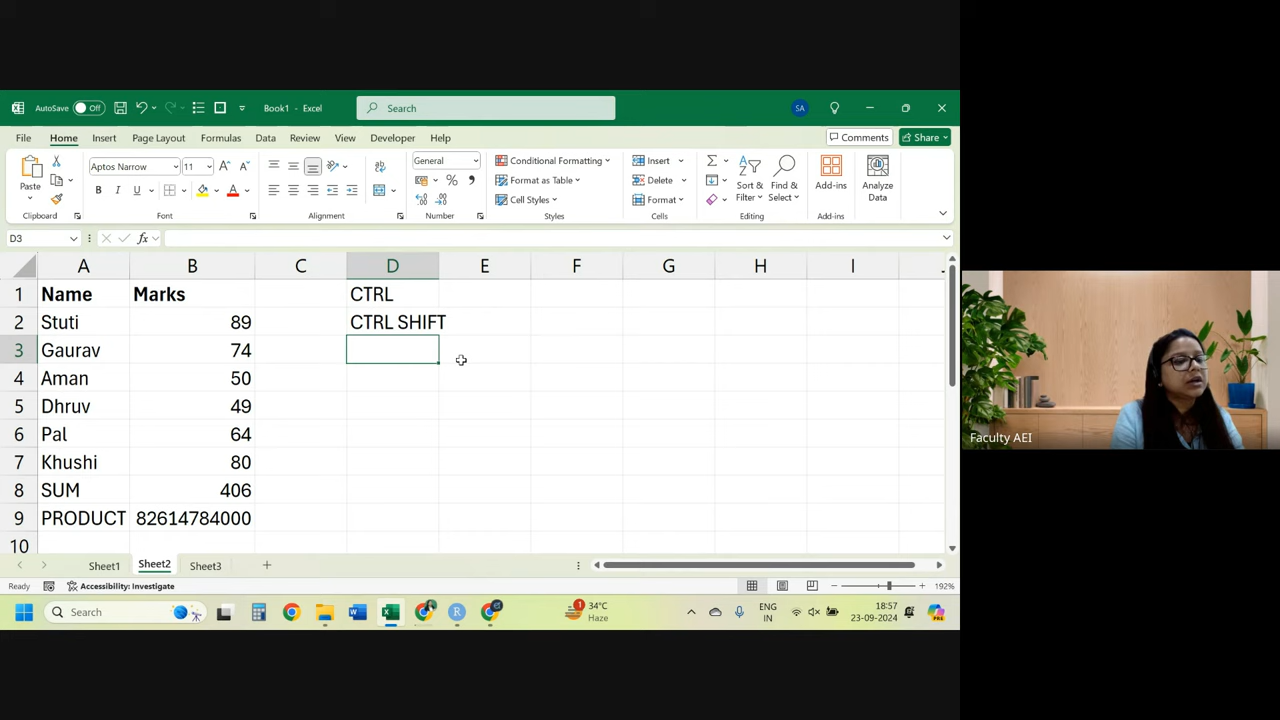 AutoSave Off Book1 - Excel Search SA
File Home Insert Page Layout Formulas Data Review View Developer Help Comments Share
Paste Aptos Narrow 11 General Conditional Formatting Insert Sort & Find & Add-ins Analyze
B I U Format as Table Delete Filter Select Data
Cell Styles Format
Clipboard Font Alignment Number Styles Cells Editing Add-ins
D3 fx
A B C D E F G H I
1 Name Marks CTRL
2 Stuti 89 CTRL SHIFT
3 Gaurav 74
4 Aman 50
5 Dhruv 49
6 Pal 64
7 Khushi 80
8 SUM 406
9 PRODUCT 82614784000
10
Faculty AEI
Sheet1 Sheet2 Sheet3
Ready Accessibility: Investigate 192%
Search 1 34°C ENG 18:57
Haze IN 23-09-2024